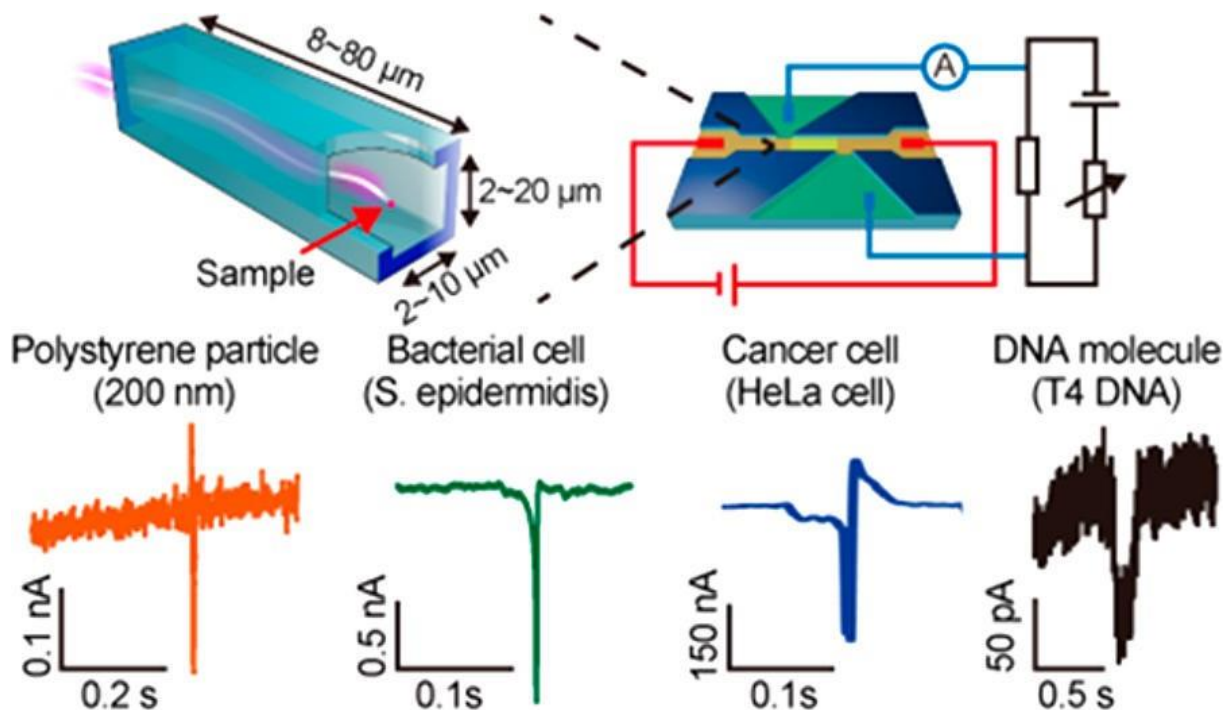 8~80 μm
A
2~20 μm
Sample
2~10 μm
Polystyrene particle
(200 nm)
Bacterial cell
(S. epidermidis)
Cancer cell
(HeLa cell)
DNA molecule
(T4 DNA)
0.1 nA
0.2 s
0.5 nA
0.1s
150 nA
0.1s
50 pA
0.5 s